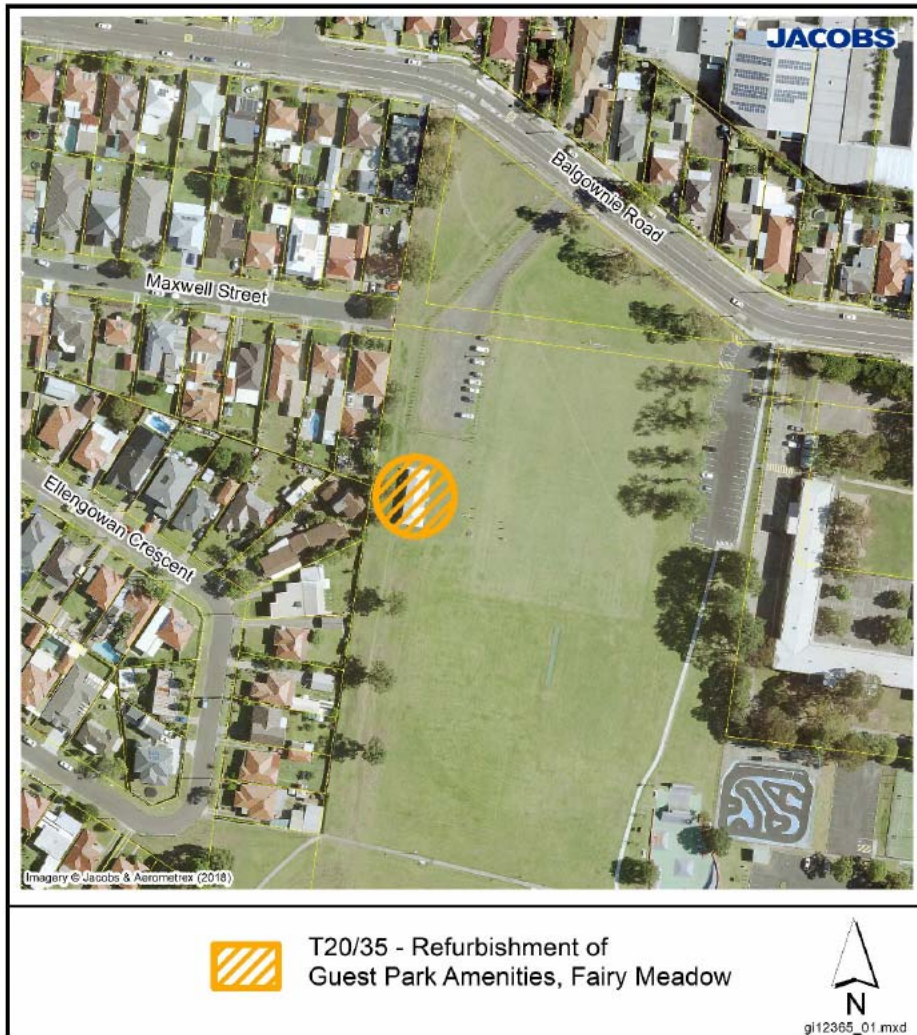 JACOBS
Balgownie Road
Maxwell Street
Ellengowan Crescent
Imagery © Jacobs & Aerometrex (2018)
T20/35 - Refurbishment of
Guest Park Amenities, Fairy Meadow
N
gi12365_01.mxd